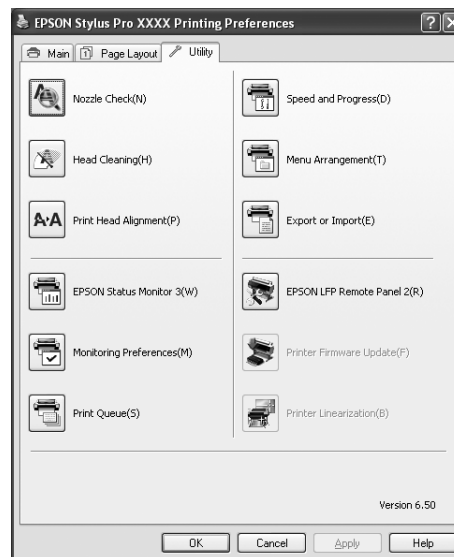 EPSON Stylus Pro XXXX Printing Preferences
Main
Page Layout
Utility
Nozzle Check(N)
Speed and Progress(D)
Head Cleaning(H)
Menu Arrangement(T)
Print Head Alignment(P)
Export or Import(E)
EPSON Status Monitor 3(W)
EPSON LFP Remote Panel 2(R)
Monitoring Preferences(M)
Printer Firmware Update(F)
Print Queue(S)
Printer Linearization(B)
Version 6.50
OK
Cancel
Apply
Help